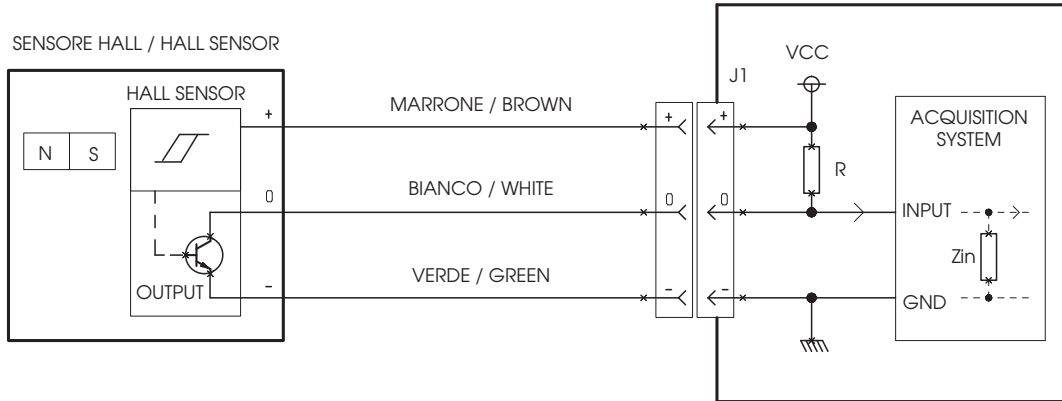 SENSORE HALL / HALL SENSOR
HALL SENSOR
N S
OUTPUT
+
0
-
MARRONE / BROWN
BIANCO / WHITE
VERDE / GREEN
+
0
-
J1
+
0
-
VCC
R
ACQUISITION
SYSTEM
INPUT
Zin
GND